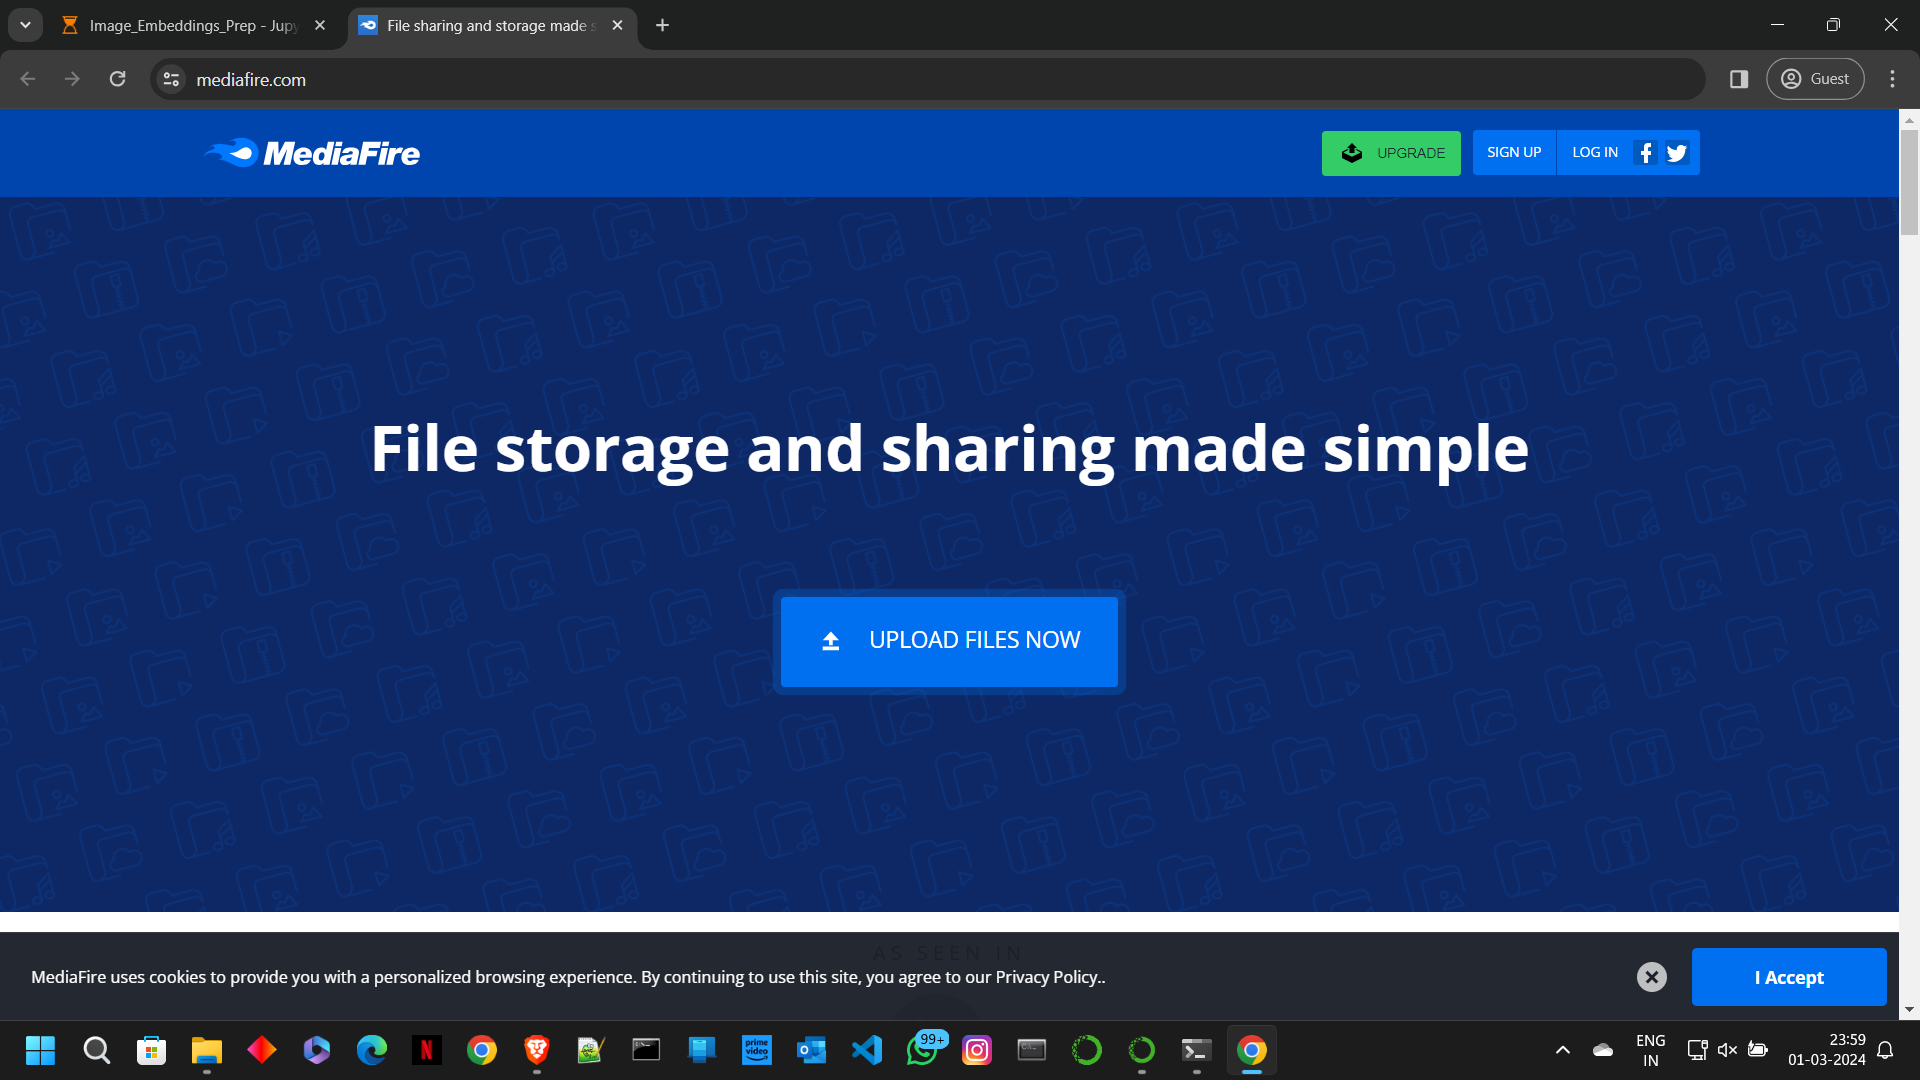 Image_Embeddings_Prep - Jupy
File sharing and storage made s
mediafire.com
Guest
MediaFire
UPGRADE
SIGN UP
LOG IN
File storage and sharing made simple
UPLOAD FILES NOW
AS SEEN IN
MediaFire uses cookies to provide you with a personalized browsing experience. By continuing to use this site, you agree to our Privacy Policy..
I Accept
prime video
99+
ENG
IN
23:59
01-03-2024